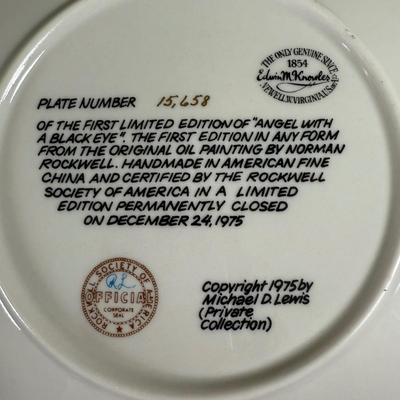 THE ONLY GENUINE SINCE
1854
Edwin M. Knowles
NEWELL W. VIRGINIA U.S.
PLATE NUMBER 15,658
OF THE FIRST LIMITED EDITION OF "ANGEL WITH
A BLACK EYE". THE FIRST EDITION IN ANY FORM
FROM THE ORIGINAL OIL PAINTING BY NORMAN
ROCKWELL. HANDMADE IN AMERICAN FINE
CHINA AND CERTIFIED BY THE ROCKWELL
SOCIETY OF AMERICA IN A LIMITED
EDITION PERMANENTLY CLOSED
ON DECEMBER 24, 1975
ROCKWELL SOCIETY OF AMERICA
OFFICIAL
CORPORATE
SEAL
Copyright 1975 by
Michael D. Lewis
(Private
Collection)